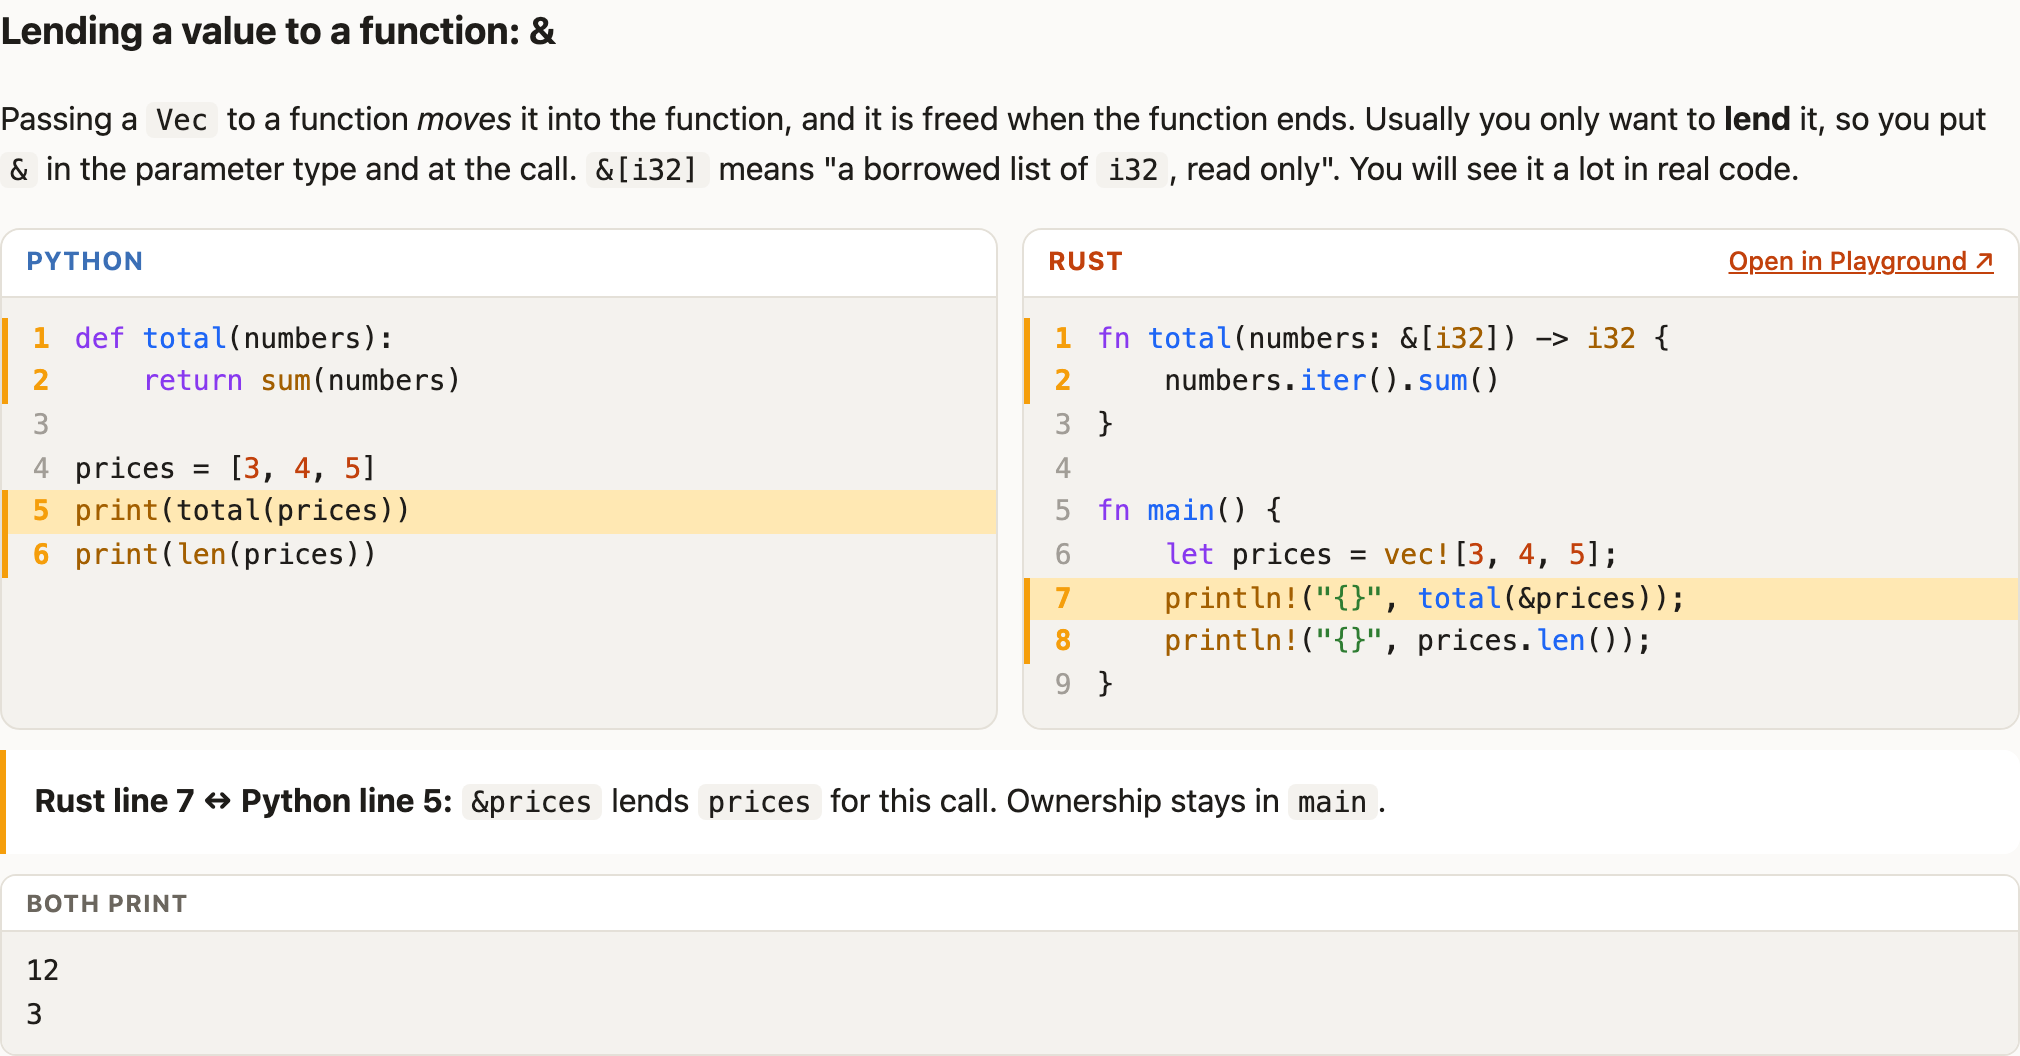 Lending a value to a function: &
Passing a Vec to a function moves it into the function, and it is freed when the function ends. Usually you only want to lend it, so you put
& in the parameter type and at the call. &[i32] means "a borrowed list of i32, read only". You will see it a lot in real code.
PYTHON
1 def total(numbers):
2     return sum(numbers)
3
4 prices = [3, 4, 5]
5 print(total(prices))
6 print(len(prices))
RUST Open in Playground ↗
1 fn total(numbers: &[i32]) -> i32 {
2     numbers.iter().sum()
3 }
4
5 fn main() {
6     let prices = vec![3, 4, 5];
7     println!("{}", total(&prices));
8     println!("{}", prices.len());
9 }
Rust line 7 ↔ Python line 5: &prices lends prices for this call. Ownership stays in main.
BOTH PRINT
12
3